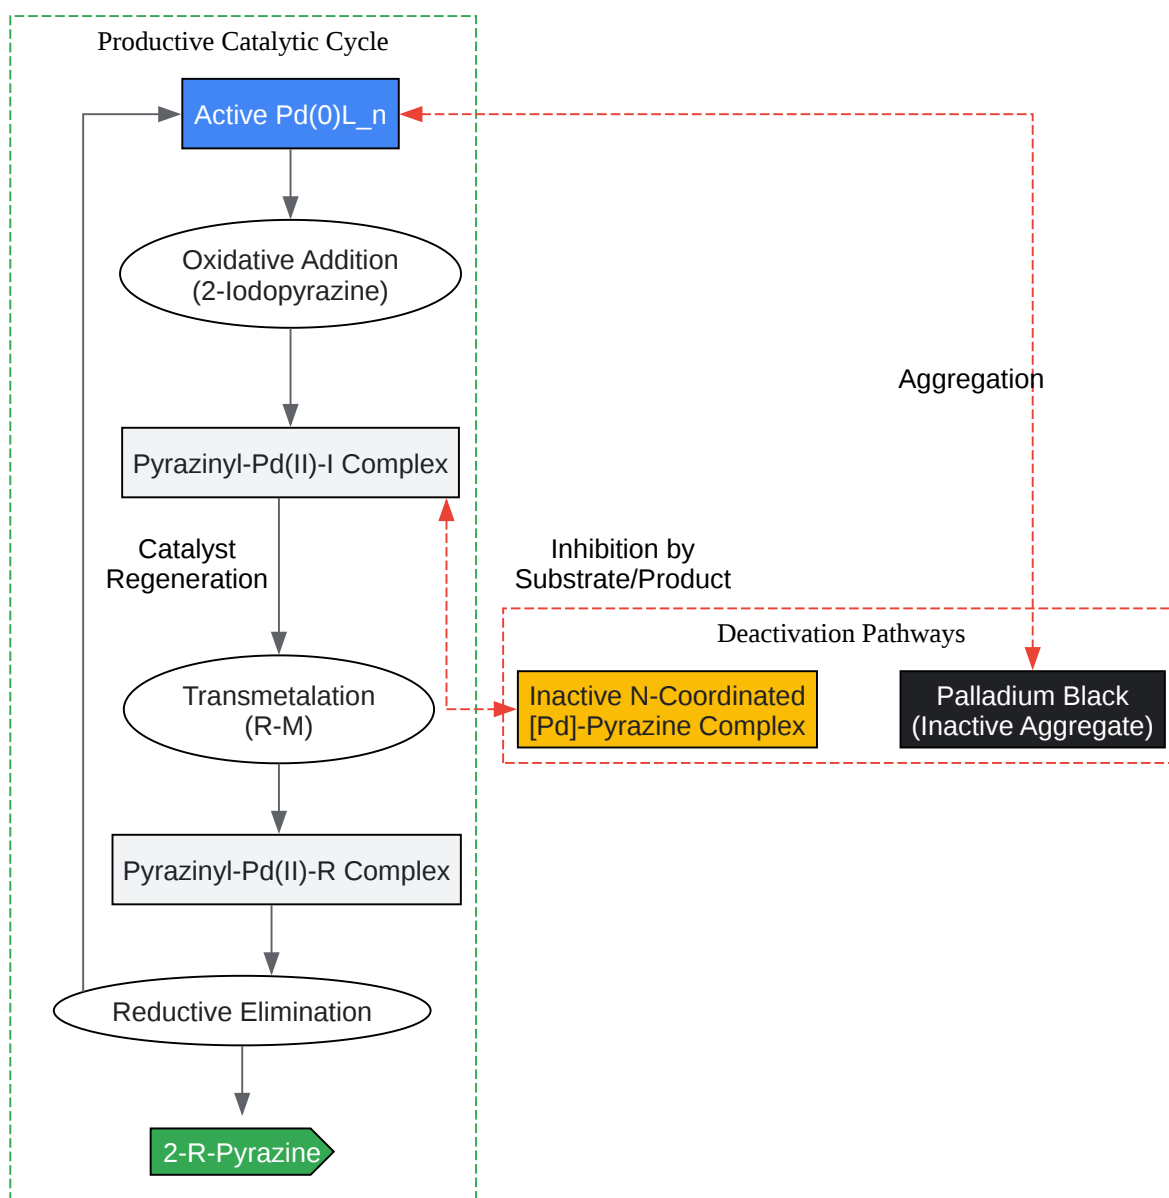 Productive Catalytic Cycle
Active Pd(0)L_n
Oxidative Addition
(2-Iodopyrazine)
Aggregation
Pyrazinyl-Pd(II)-I Complex
Catalyst
Regeneration
Inhibition by
Substrate/Product
Deactivation Pathways
Transmetalation
(R-M)
Inactive N-Coordinated
[Pd]-Pyrazine Complex
Palladium Black
(Inactive Aggregate)
Pyrazinyl-Pd(II)-R Complex
Reductive Elimination
2-R-Pyrazine